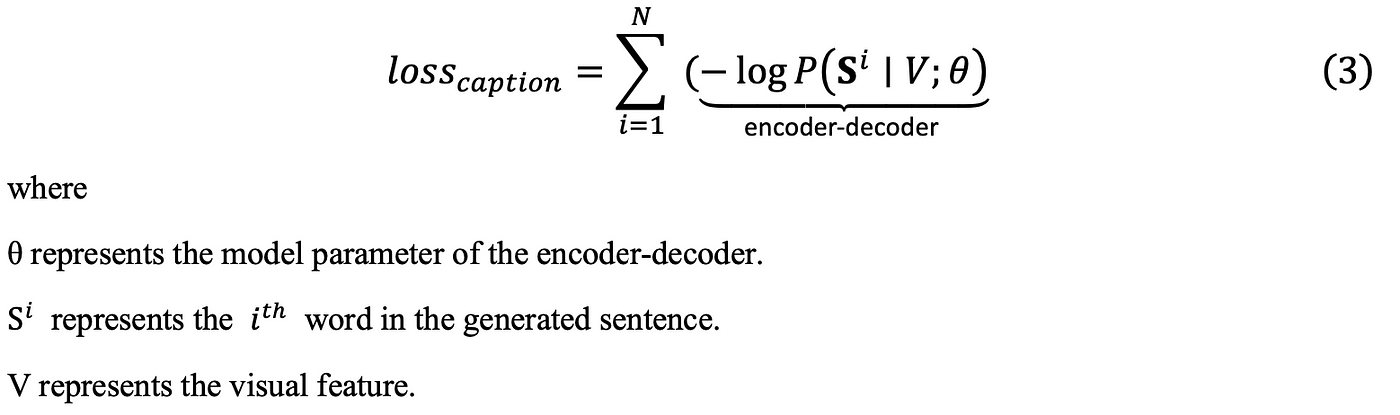 loss_caption = ∑_{i=1}^{N} (− log P(𝐒^i | V; θ) (3)
encoder-decoder
where
θ represents the model parameter of the encoder-decoder.
S^i represents the i^th word in the generated sentence.
V represents the visual feature.